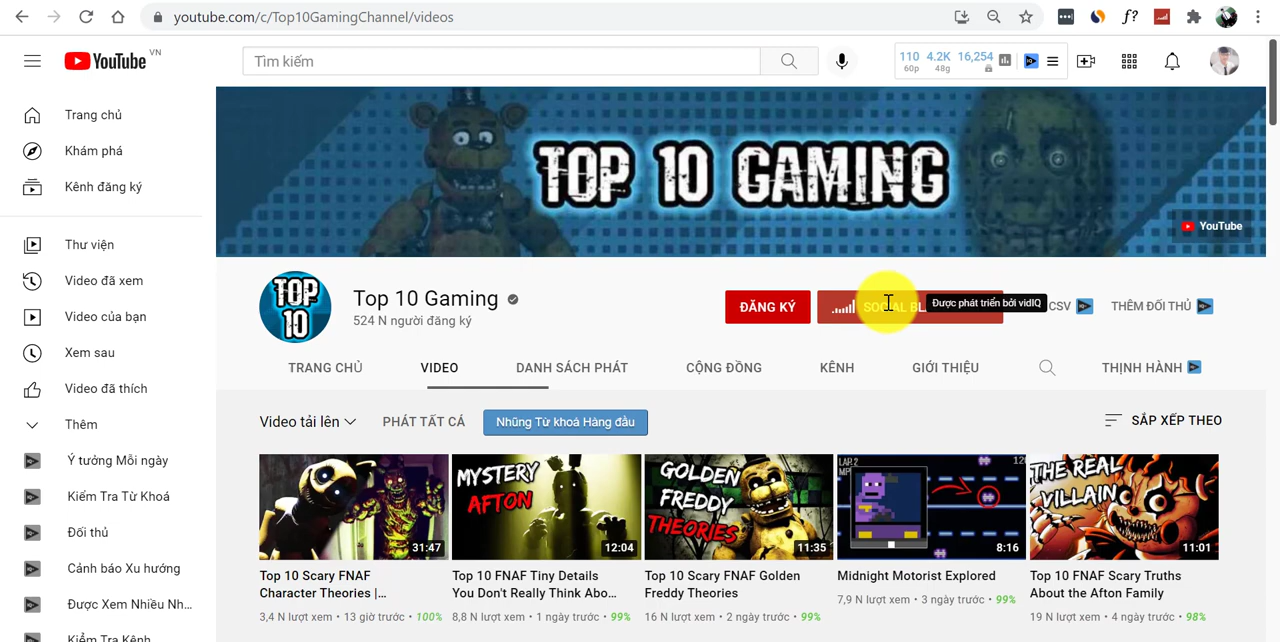 youtube.com/c/Top10GamingChannel/videos
f?
YouTube VN
Tìm kiếm
110 4.2K 16,254
60p 48g
Trang chủ
Khám phá
Kênh đăng ký
Thư viện
Video đã xem
Video của bạn
Xem sau
Video đã thích
Thêm
Ý tưởng Mỗi ngày
Kiểm Tra Từ Khoá
Đối thủ
Cảnh báo Xu hướng
Được Xem Nhiều Nh...
Kiểm Tra Kênh
TOP 10 GAMING
YouTube
TOP
10
Top 10 Gaming
524 N người đăng ký
ĐĂNG KÝ
SOCIAL BL
Được phát triển bởi vidIQ
CSV
THÊM ĐỐI THỦ
TRANG CHỦ VIDEO DANH SÁCH PHÁT CỘNG ĐỒNG KÊNH GIỚI THIỆU THỊNH HÀNH
Video tải lên PHÁT TẤT CẢ Những Từ khoá Hàng đầu SẮP XẾP THEO
31:47
Top 10 Scary FNAF
Character Theories |...
3,4 N lượt xem • 13 giờ trước • 100%
MYSTERY
AFTON
12:04
Top 10 FNAF Tiny Details
You Don't Really Think Abo...
8,8 N lượt xem • 1 ngày trước • 99%
GOLDEN
FREDDY
THEORIES
11:35
Top 10 Scary FNAF Golden
Freddy Theories
16 N lượt xem • 2 ngày trước • 99%
LAP.2
8:16
Midnight Motorist Explored
7,9 N lượt xem • 3 ngày trước • 99%
THE REAL
VILLAIN
11:01
Top 10 FNAF Scary Truths
About the Afton Family
19 N lượt xem • 4 ngày trước • 98%